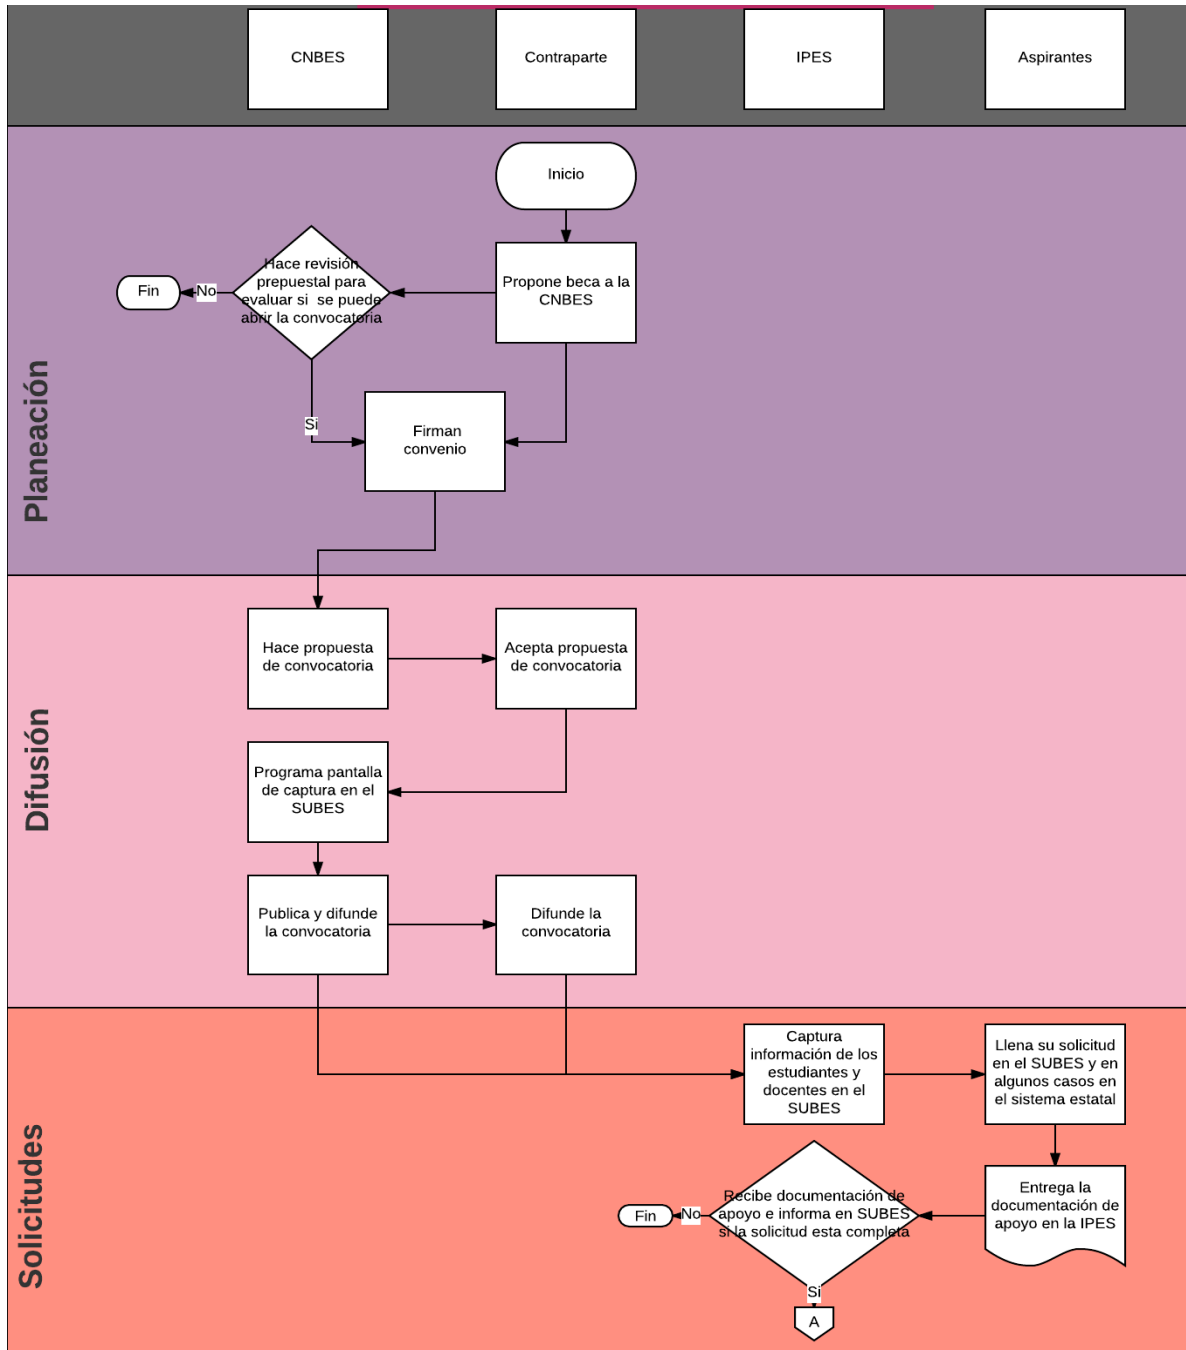 CNBES
Contraparte
IPES
Aspirantes
Planeación
Inicio
Propone beca a la
CNBES
Hace revisión
prepuestal para
evaluar si se puede
abrir la convocatoria
No
Fin
Si
Firman
convenio
Difusión
Hace propuesta
de convocatoria
Acepta propuesta
de convocatoria
Programa pantalla
de captura en el
SUBES
Publica y difunde
la convocatoria
Difunde la
convocatoria
Solicitudes
Captura
información de los
estudiantes y
docentes en el
SUBES
Llena su solicitud
en el SUBES y en
algunos casos en
el sistema estatal
Entrega la
documentación de
apoyo en la IPES
Recibe documentación de
apoyo e informa en SUBES
si la solicitud esta completa
No
Fin
Si
A